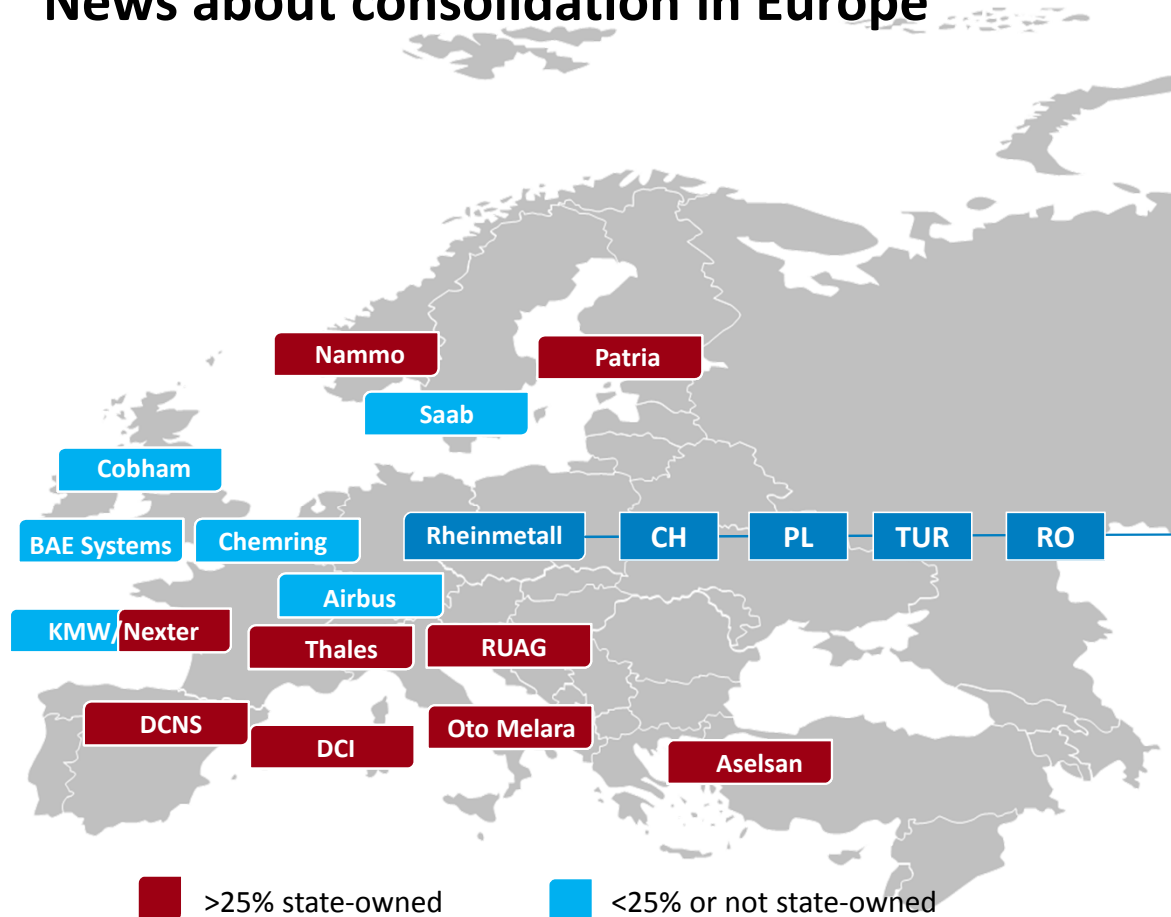 News about consolidation in Europe
Nammo
Patria
Saab
Cobham
BAE Systems
Chemring
Rheinmetall
CH
PL
TUR
RO
Airbus
KMW/Nexter
Thales
RUAG
DCNS
DCI
Oto Melara
Aselsan
>25% state-owned
<25% or not state-owned